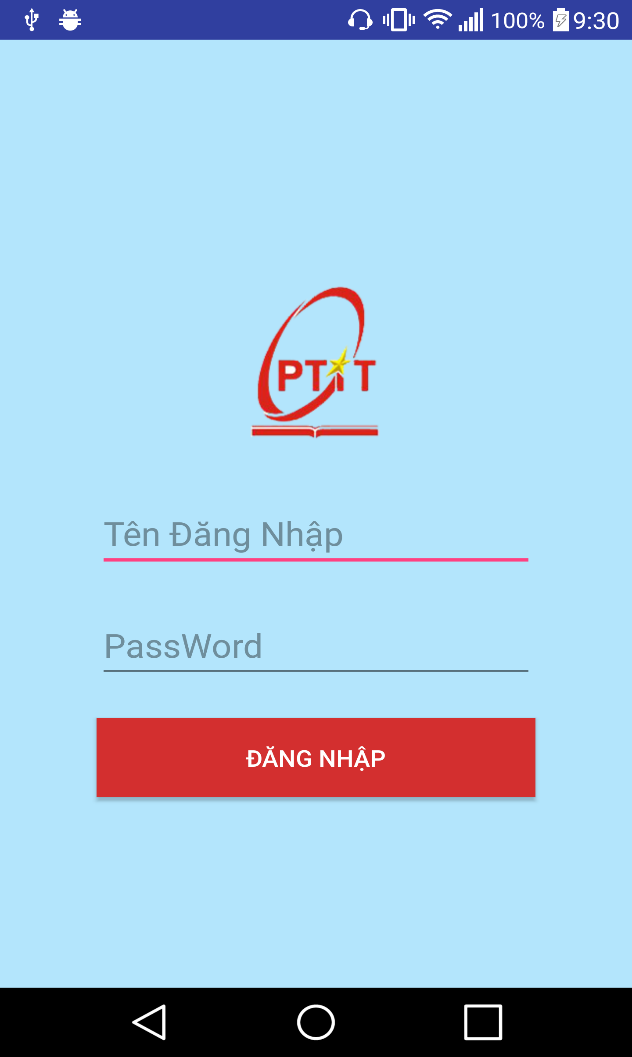 100% 9:30
PTiT
Tên Đăng Nhập
PassWord
ĐĂNG NHẬP